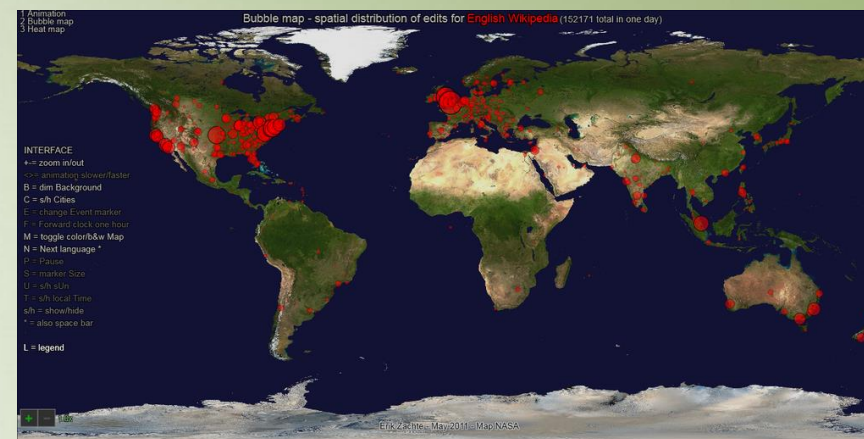 1 Animation
2 Bubble map
3 Heat map
Bubble map - spatial distribution of edits for English Wikipedia (152171 total in one day)
INTERFACE
+-= zoom in/out
<>= animation slower/faster
B = dim Background
C = s/h Cities
E = change Event marker
F = Forward clock one hour
M = toggle color/b&w Map
N = Next language *
P = Pause
S = marker Size
U = s/h sUn
T = s/h local Time
s/h = show/hide
* = also space bar
L = legend
+ -
Erik Zachte - May 2011 - Map NASA